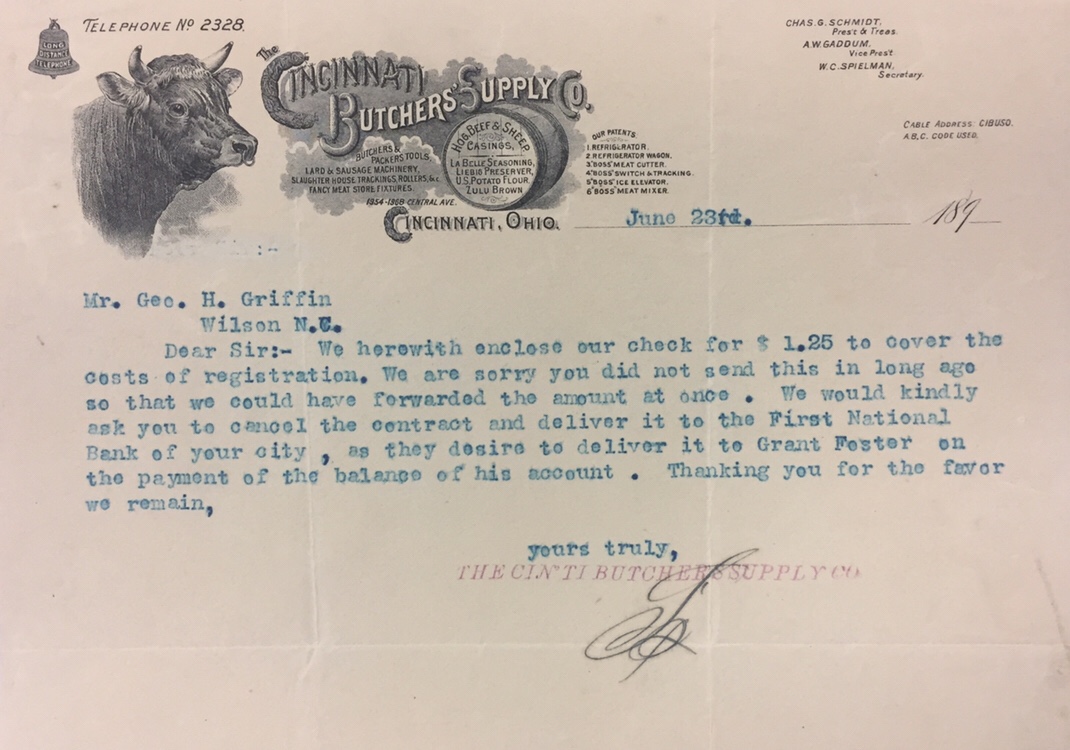 LONG
DISTANCE
TELEPHONE
TELEPHONE No 2328.
The
CINCINNATI
BUTCHERS' SUPPLY Co.
BUTCHERS &
PACKERS TOOLS,
LARD & SAUSAGE MACHINERY,
SLAUGHTER HOUSE TRACKINGS, ROLLERS, &c.
FANCY MEAT STORE FIXTURES.
1954-1968 CENTRAL AVE.
HOG, BEEF & SHEEP
CASINGS,
LA BELLE SEASONING,
LIEBIG PRESERVER,
U.S. POTATO FLOUR,
ZULU BROWN
OUR PATENTS
1. REFRIGERATOR.
2. REFRIGERATOR WAGON.
3. "BOSS" MEAT CUTTER.
4. "BOSS" SWITCH & TRACKING.
5. "BOSS" ICE ELEVATOR.
6. "BOSS" MEAT MIXER.
CHAS. G. SCHMIDT,
Prest & Treas.
A.W. GADDUM,
Vice Prest
W.C. SPIELMAN,
Secretary.
CABLE ADDRESS: CIBUSO.
A.B.C. CODE USED.
CINCINNATI, OHIO. June 23rd. 189
:-
Mr. Geo. H. Griffin
Wilson N.C.
Dear Sir:- We herewith enclose our check for $ 1.25 to cover the
costs of registration. We are sorry you did not send this in long ago
so that we could have forwarded the amount at once . We would kindly
ask you to cancel the contract and deliver it to the First National
Bank of your city , as they desire to deliver it to Grant Foster on
the payment of the balance of his account . Thanking you for the favor
we remain,
yours truly,
THE CIN'TI BUTCHERS SUPPLY CO